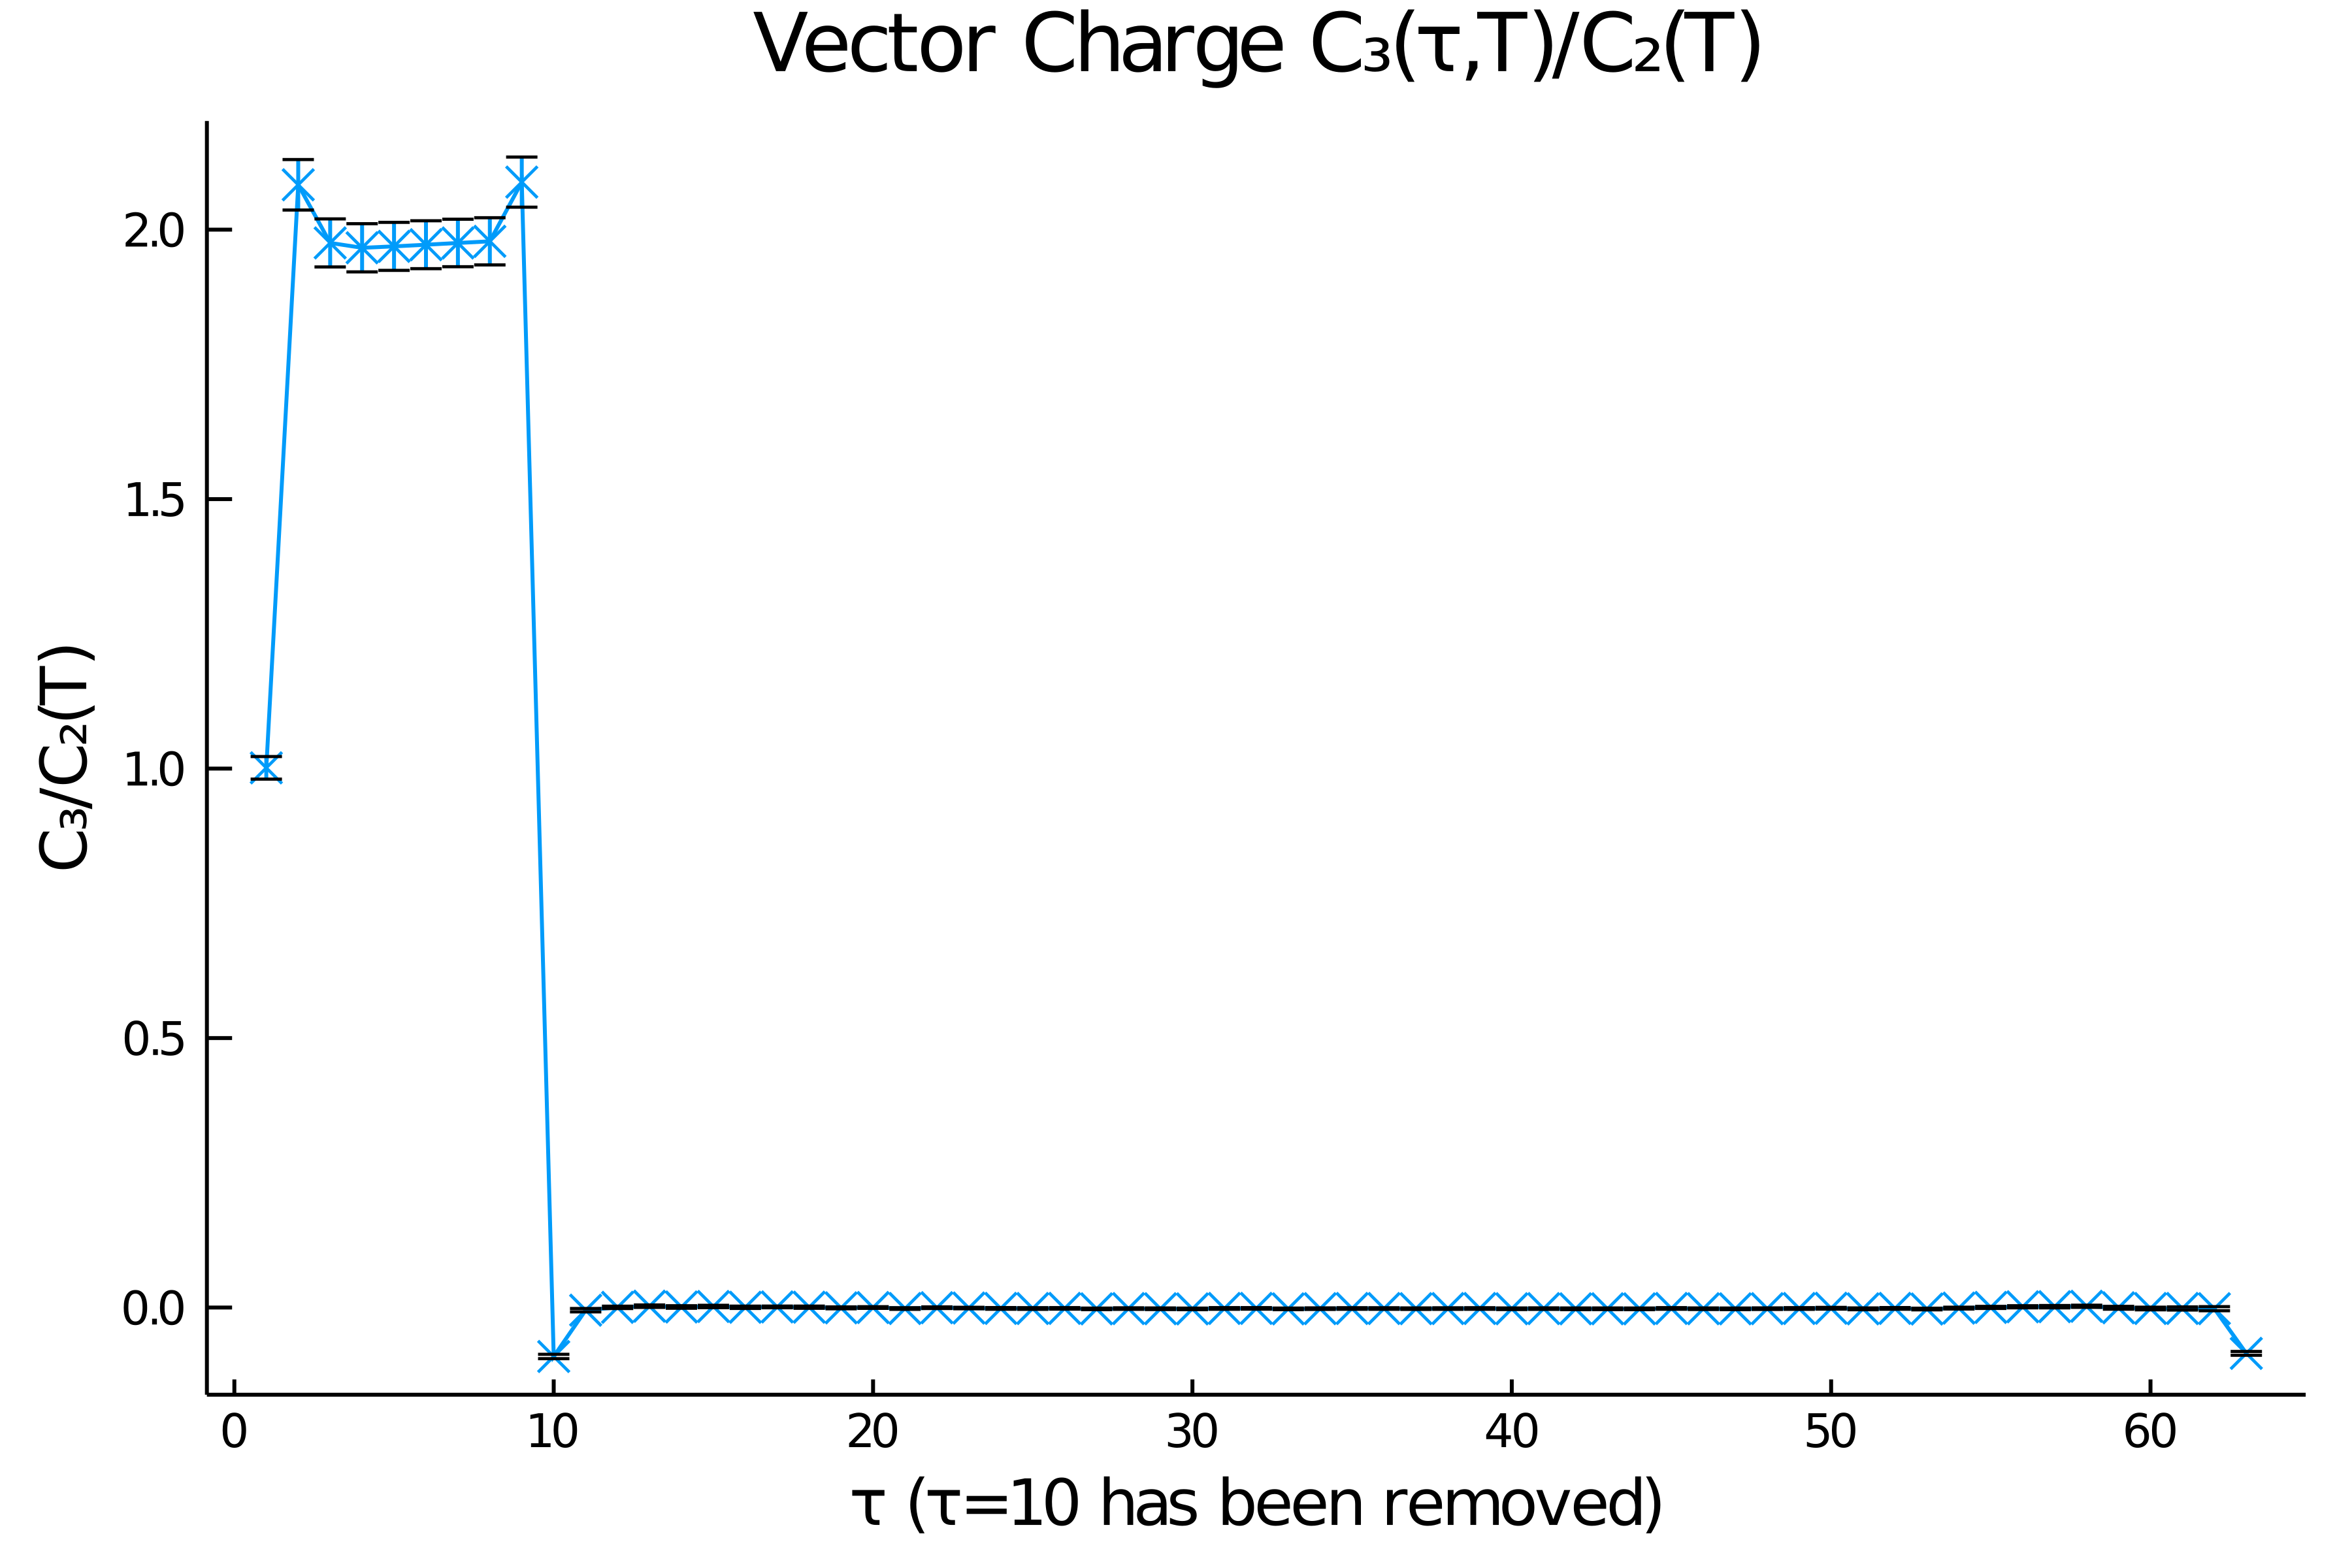 Vector Charge C₃(τ,T)/C₂(T)
C₃/C₂(T)
2.0
1.5
1.0
0.5
0.0
0 10 20 30 40 50 60
τ (τ=10 has been removed)